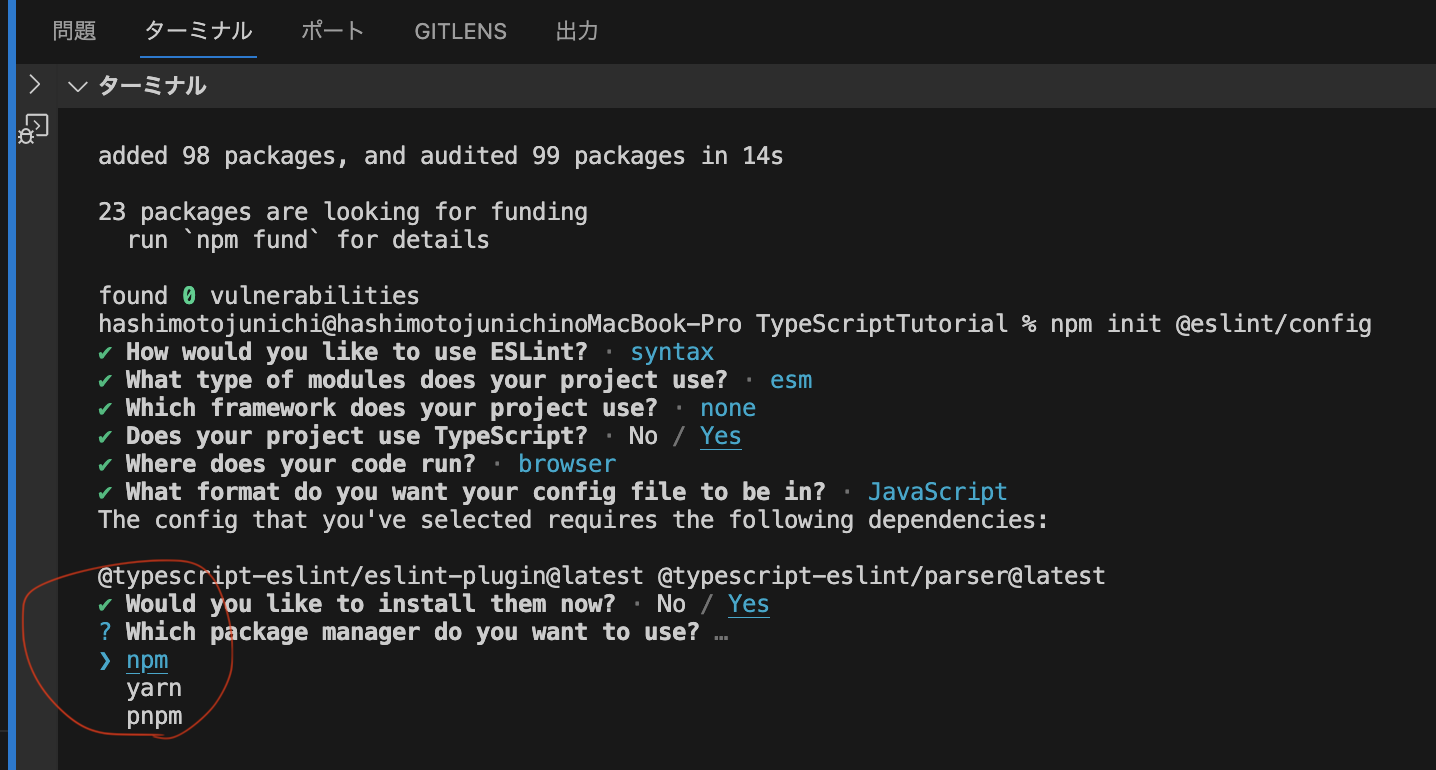 問題 ターミナル ポート GITLENS 出力
ターミナル
added 98 packages, and audited 99 packages in 14s
23 packages are looking for funding
run `npm fund` for details
found 0 vulnerabilities
hashimotojunichi@hashimotojunichinoMacBook-Pro TypeScriptTutorial % npm init @eslint/config
✔ How would you like to use ESLint? · syntax
✔ What type of modules does your project use? · esm
✔ Which framework does your project use? · none
✔ Does your project use TypeScript? · No / Yes
✔ Where does your code run? · browser
✔ What format do you want your config file to be in? · JavaScript
The config that you've selected requires the following dependencies:
@typescript-eslint/eslint-plugin@latest @typescript-eslint/parser@latest
✔ Would you like to install them now? · No / Yes
? Which package manager do you want to use? …
❯ npm
yarn
pnpm